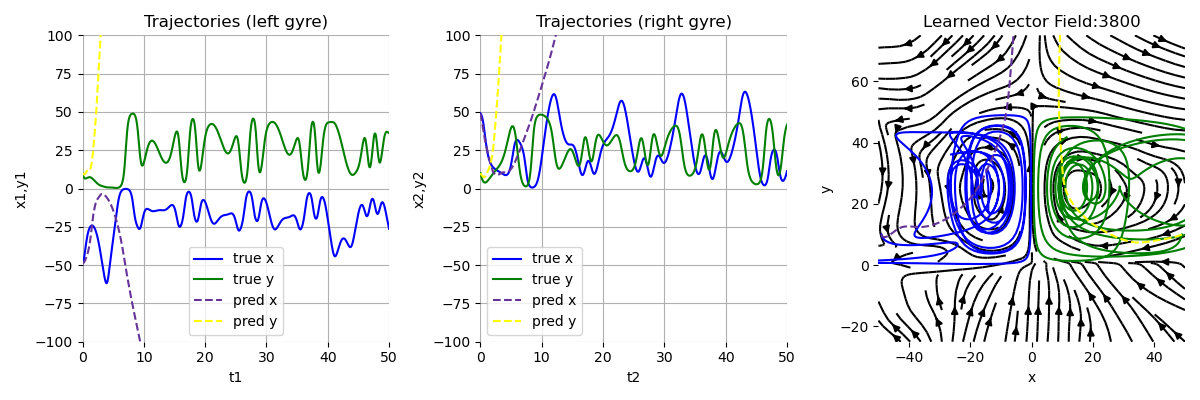 Trajectories (left gyre)
x1,y1
100
75
50
25
0
−25
−50
−75
−100
0
10
20
30
40
50
t1
true x
true y
pred x
pred y
Trajectories (right gyre)
x2,y2
100
75
50
25
0
−25
−50
−75
−100
0
10
20
30
40
50
t2
true x
true y
pred x
pred y
Learned Vector Field:3800
y
60
40
20
0
−20
−40
−20
0
20
40
x